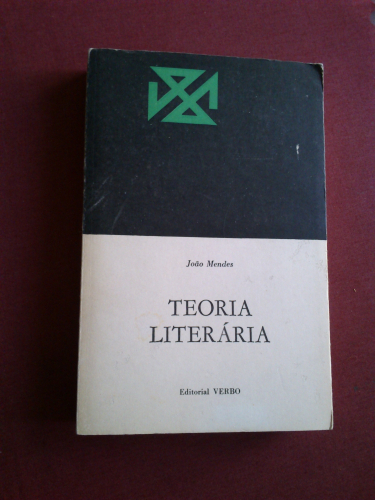 João Mendes
TEORIA
LITERÁRIA
Editorial VERBO